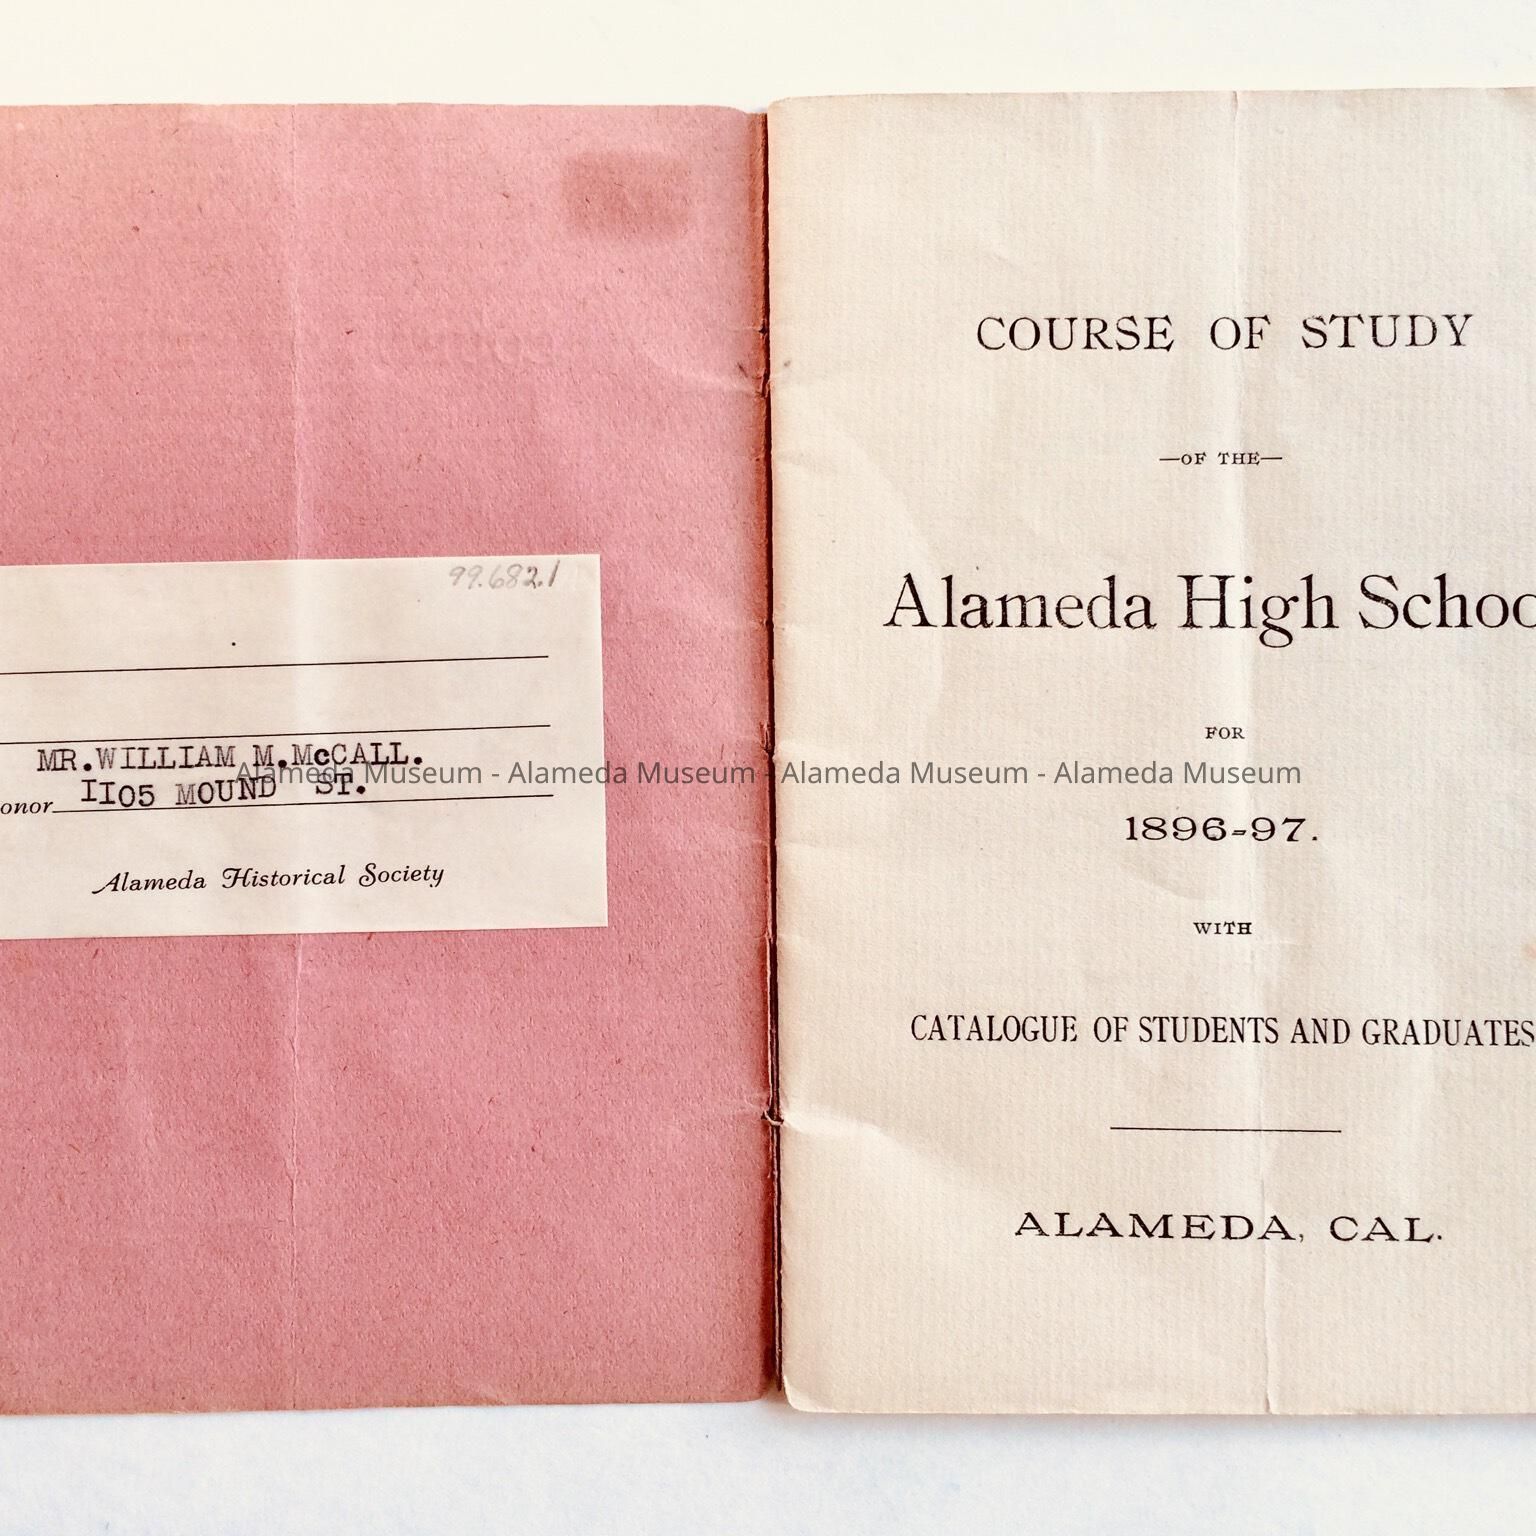 99.682.1
MR.WILLIAM M.McCALL.
1105 MOUND ST.
onor
Alameda Historical Society
COURSE OF STUDY
—OF THE—
Alameda High Schoo
FOR
1896-97.
WITH
CATALOGUE OF STUDENTS AND GRADUATES
ALAMEDA, CAL.
Alameda Museum - Alameda Museum - Alameda Museum - Alameda Museum